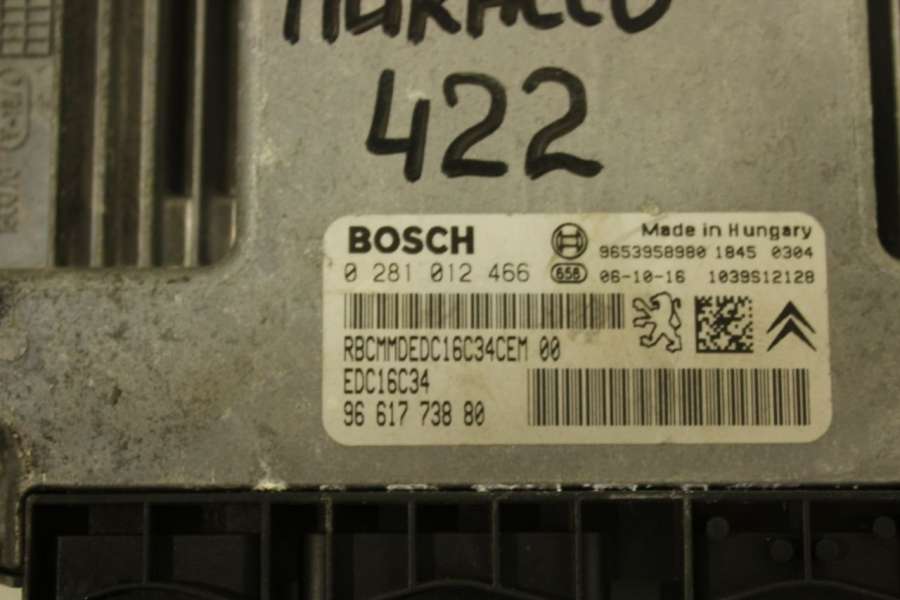 422
BOSCH
Made in Hungary
9653958980 1845 0304
0 281 012 466
656 06-10-16 1039S12128
RBCMMDEDC16C34CEM 00
EDC16C34
96 617 738 80